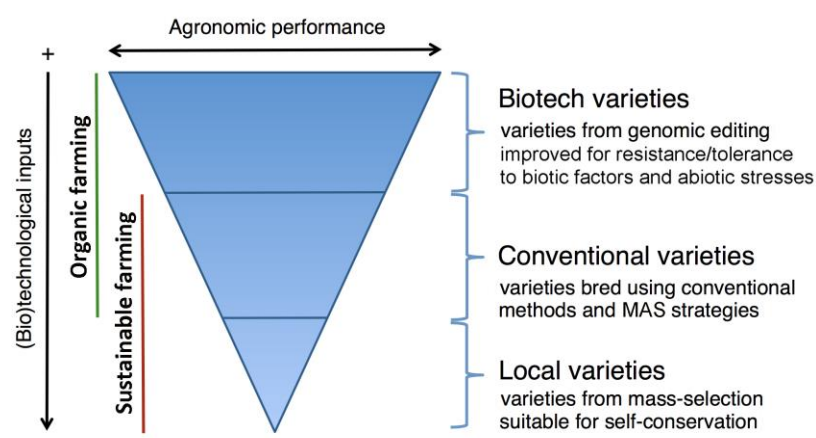 Agronomic performance
+
(Bio)technological inputs
Organic farming
Sustainable farming
Biotech varieties
varieties from genomic editing
improved for resistance/tolerance
to biotic factors and abiotic stresses
Conventional varieties
varieties bred using conventional
methods and MAS strategies
Local varieties
varieties from mass-selection
suitable for self-conservation